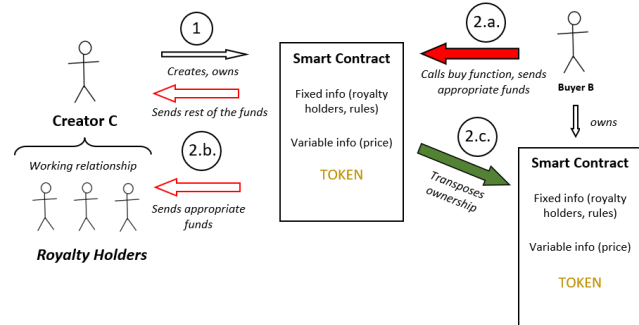 1
Creates, owns
Sends rest of the funds
Creator C
Working relationship
2.b.
Sends appropriate
funds
Royalty Holders
Smart Contract
Fixed info (royalty
holders, rules)
Variable info (price)
TOKEN
2.a.
Calls buy function, sends
appropriate funds
Buyer B
owns
2.c.
Transposes
ownership
Smart Contract
Fixed info (royalty
holders, rules)
Variable info (price)
TOKEN